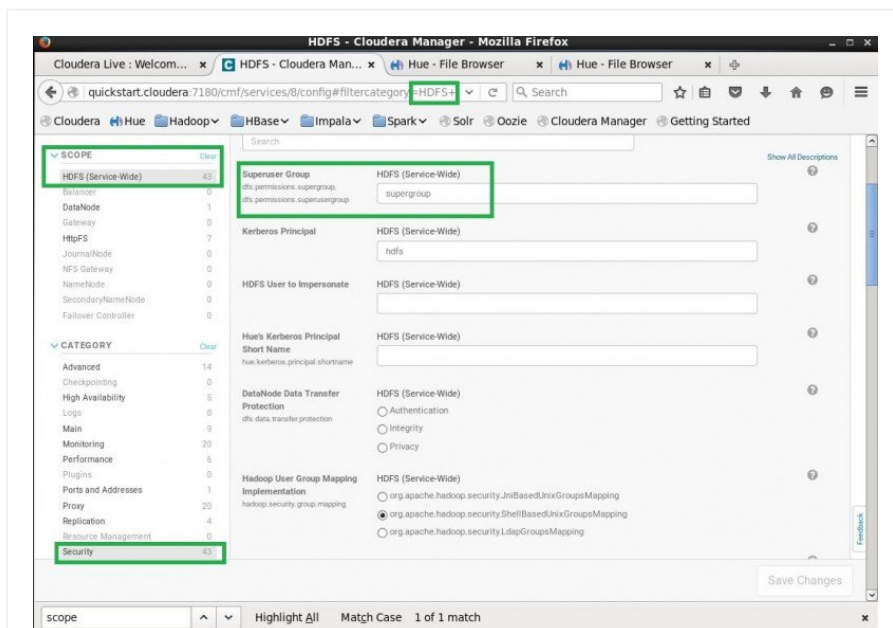 HDFS - Cloudera Manager - Mozilla Firefox
Cloudera Live : Welcom... x HDFS - Cloudera Man... x Hue - File Browser x Hue - File Browser x
quickstart.cloudera:7180/cmf/services/8/config#filtercategory=HDFS+ Search
Cloudera Hue Hadoop HBase Impala Spark Solr Oozie Cloudera Manager Getting Started
Search
Show All Descriptions
SCOPE Clear
HDFS (Service-Wide) 43
Balancer 0
DataNode 1
Gateway 0
HttpFS 7
JournalNode 0
NFS Gateway 0
NameNode 0
SecondaryNameNode 0
Failover Controller 0
CATEGORY Clear
Advanced 14
Checkpointing 0
High Availability 5
Logs 0
Main 9
Monitoring 20
Performance 6
Plugins 0
Ports and Addresses 1
Proxy 20
Replication 4
Resource Management 0
Security 43
Superuser Group HDFS (Service-Wide)
dfs.permissions.supergroup,
dfs.permissions.superusergroup
supergroup
Kerberos Principal HDFS (Service-Wide)
hdfs
HDFS User to Impersonate HDFS (Service-Wide)
Hue's Kerberos Principal HDFS (Service-Wide)
Short Name
hue.kerberos.principal.shortname
DataNode Data Transfer HDFS (Service-Wide)
Protection
dfs.data.transfer.protection
Authentication
Integrity
Privacy
Hadoop User Group Mapping HDFS (Service-Wide)
Implementation
hadoop.security.group.mapping
org.apache.hadoop.security.JniBasedUnixGroupsMapping
org.apache.hadoop.security.ShellBasedUnixGroupsMapping
org.apache.hadoop.security.LdapGroupsMapping
Feedback
Save Changes
scope Highlight All Match Case 1 of 1 match x